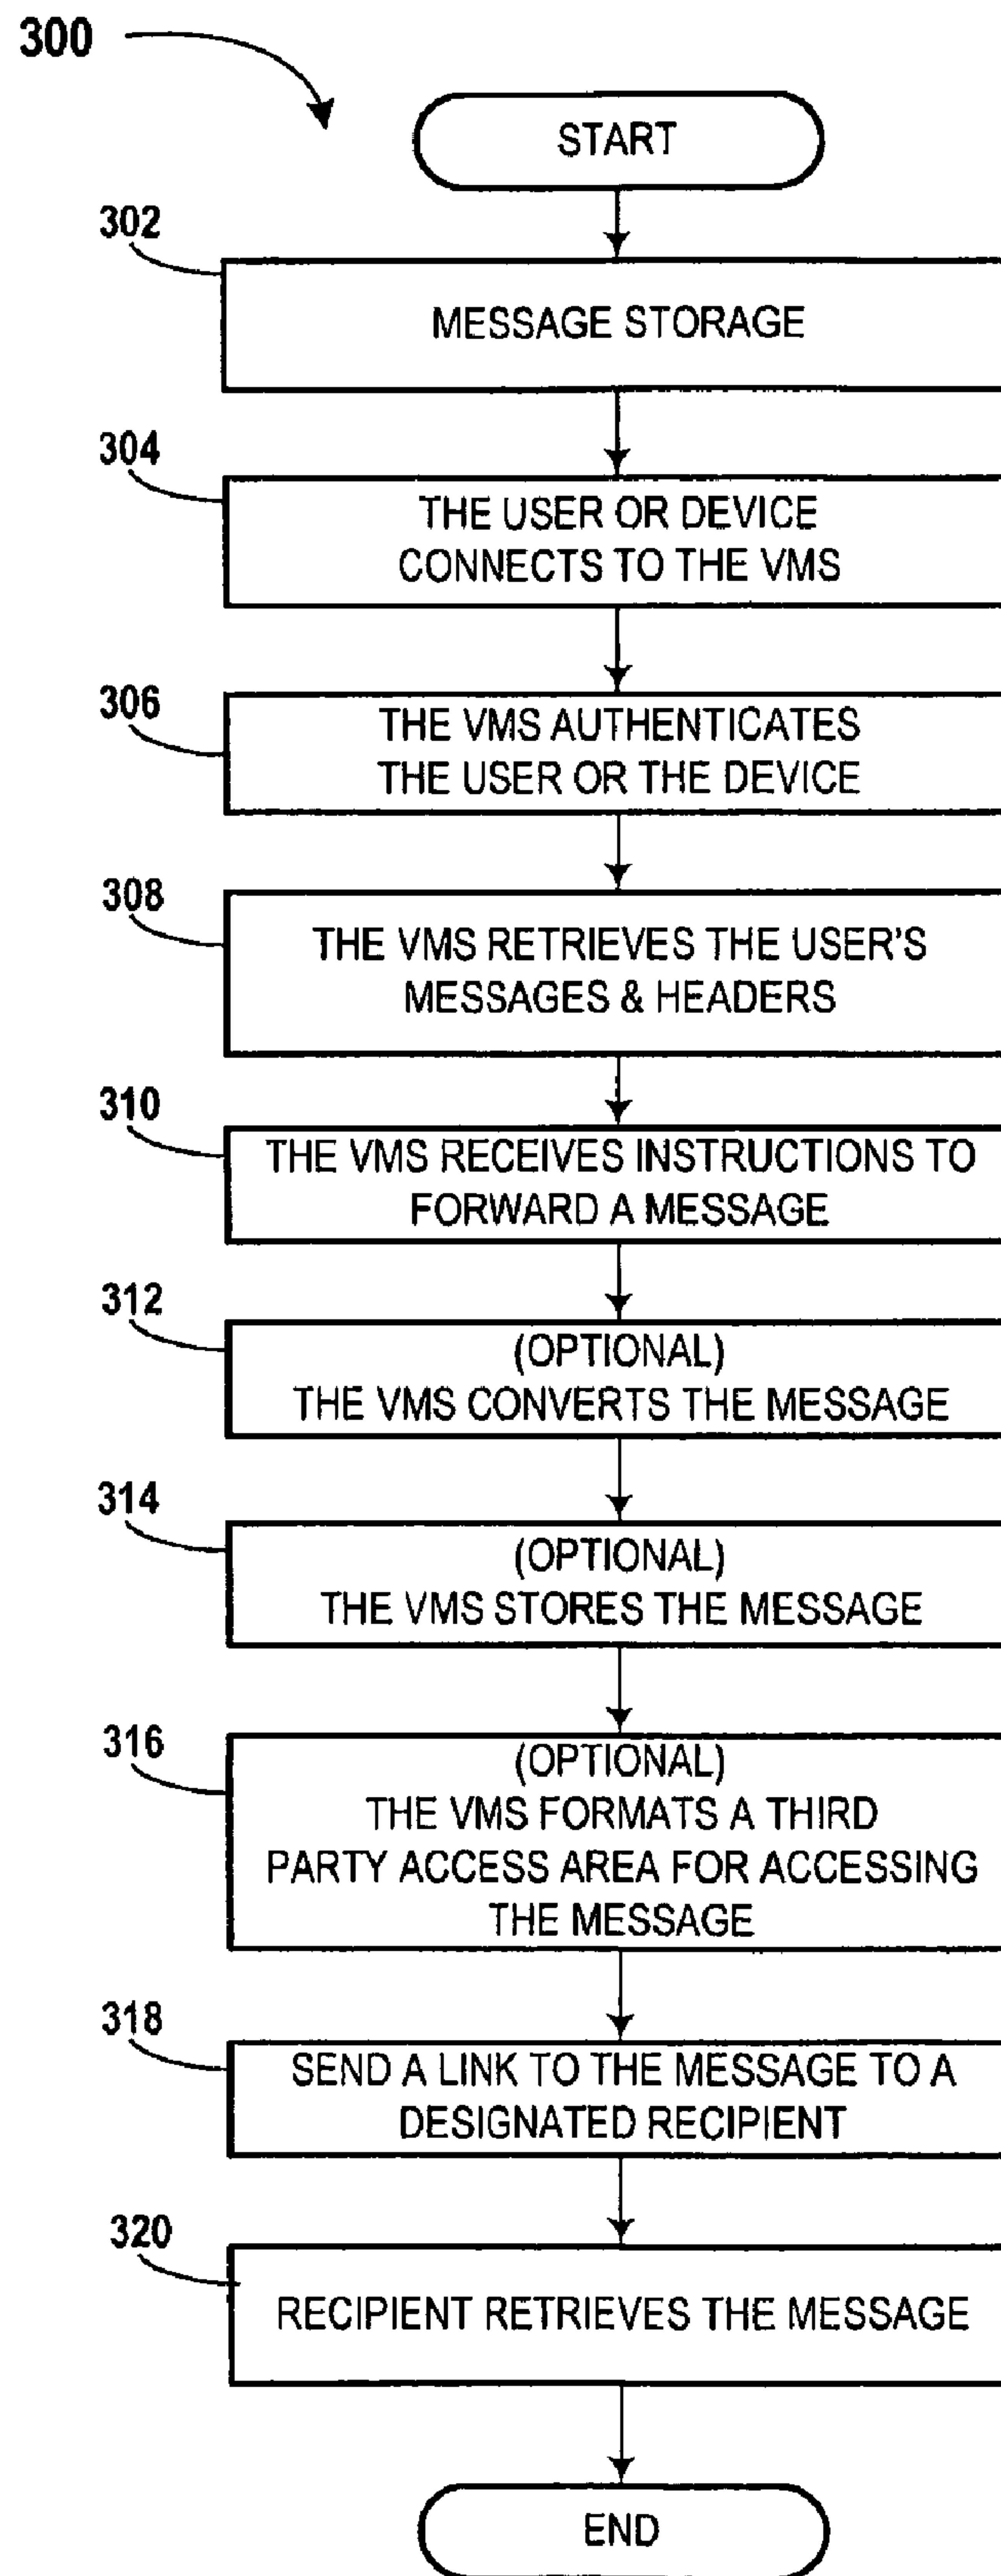 300
START
302
MESSAGE STORAGE
304
THE USER OR DEVICE
CONNECTS TO THE VMS
306
THE VMS AUTHENTICATES
THE USER OR THE DEVICE
308
THE VMS RETRIEVES THE USER'S
MESSAGES & HEADERS
310
THE VMS RECEIVES INSTRUCTIONS TO
FORWARD A MESSAGE
312
(OPTIONAL)
THE VMS CONVERTS THE MESSAGE
314
(OPTIONAL)
THE VMS STORES THE MESSAGE
316
(OPTIONAL)
THE VMS FORMATS A THIRD
PARTY ACCESS AREA FOR ACCESSING
THE MESSAGE
318
SEND A LINK TO THE MESSAGE TO A
DESIGNATED RECIPIENT
320
RECIPIENT RETRIEVES THE MESSAGE
END